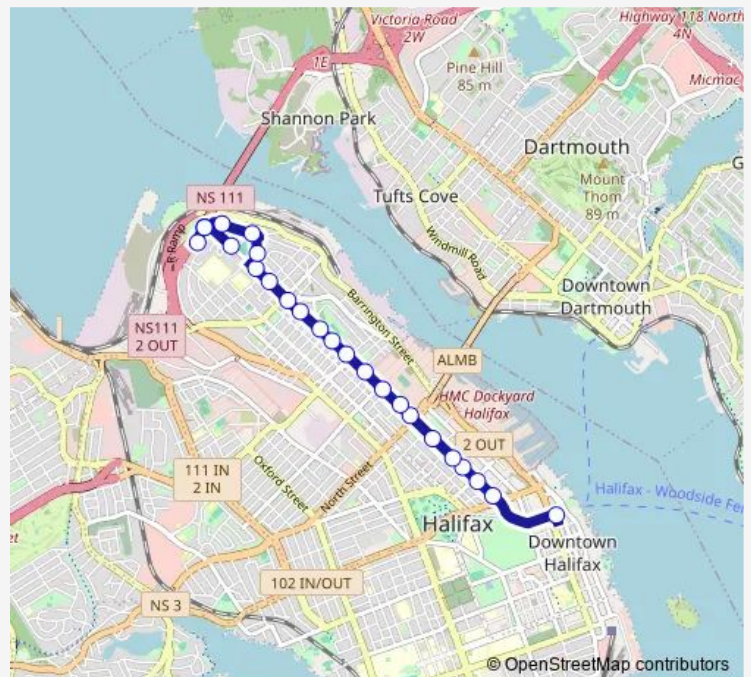 Victoria Road
2W
Highway 118 North
4N
1E
Pine Hill
85 m
Micmac
Shannon Park
Dartmouth
Mount
Thom
89 m
NS 111
Tufts Cove
R Ramp
Windmill Road
Downtown
Dartmouth
Barrington Street
NS111
2 OUT
ALMB
HMC Dockyard
Halifax
2 OUT
111 IN
2 IN
Oxford Street
North Street
Halifax - Woodside Fe
Halifax
Downtown
Halifax
102 IN/OUT
NS 3
© OpenStreetMap contributors